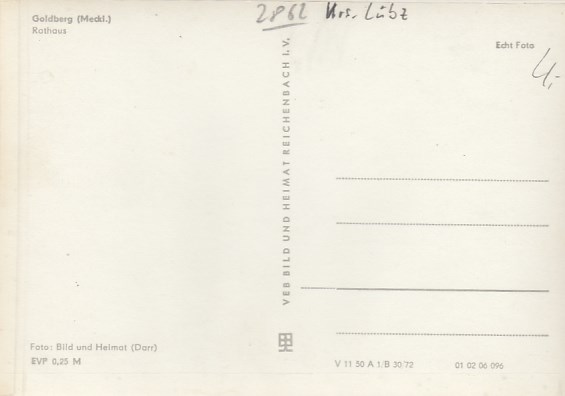 2862 Krs. Lübz
Goldberg (Meckl.)
Rathaus
Echt Foto
4,-
VEB BILD UND HEIMAT REICHENBACH I. V.
Foto: Bild und Heimat (Darr)
EVP 0,25 M
V 11 50 A 1/B 30/72
01 02 06 096